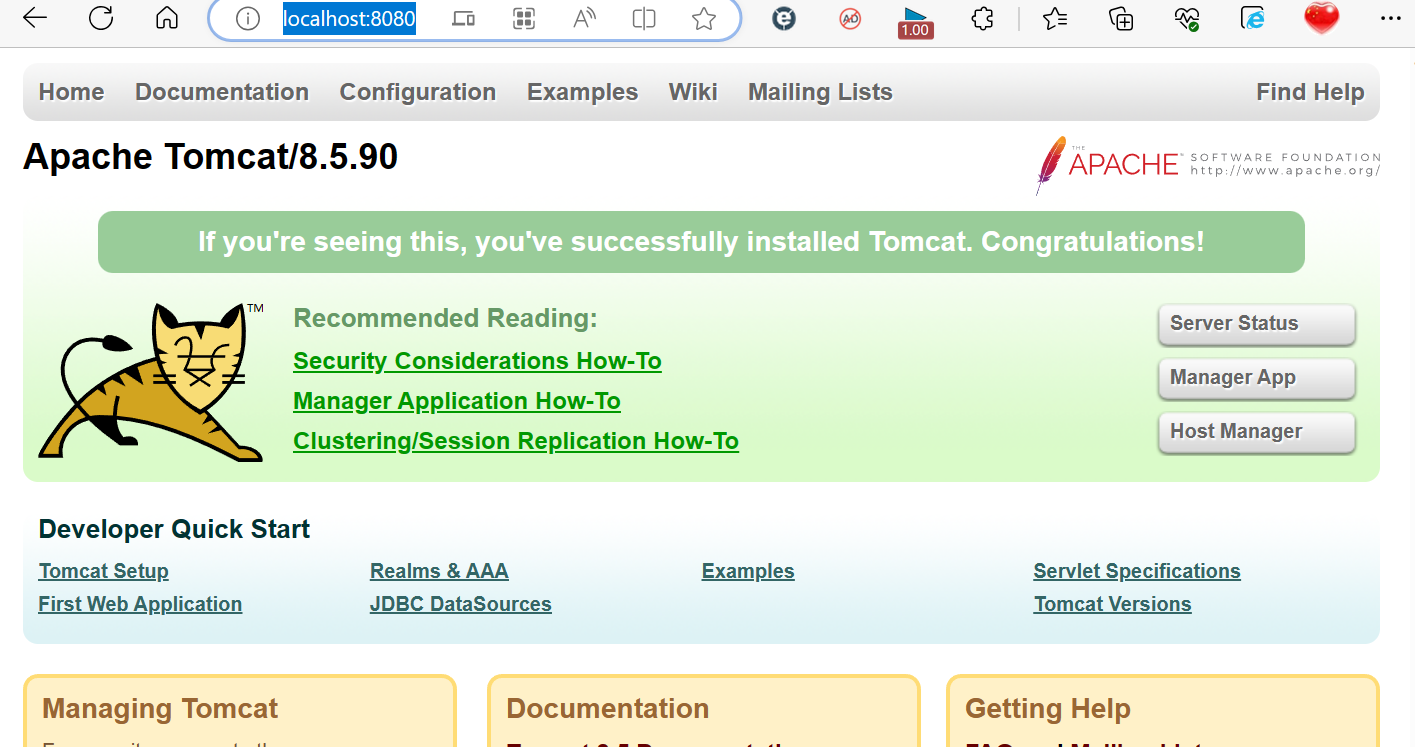 localhost:8080
1.00
Home Documentation Configuration Examples Wiki Mailing Lists Find Help
Apache Tomcat/8.5.90
THE APACHE™ SOFTWARE FOUNDATION
http://www.apache.org/
If you're seeing this, you've successfully installed Tomcat. Congratulations!
TM
Recommended Reading:
Security Considerations How-To
Manager Application How-To
Clustering/Session Replication How-To
Server Status
Manager App
Host Manager
Developer Quick Start
Tomcat Setup Realms & AAA Examples Servlet Specifications
First Web Application JDBC DataSources Tomcat Versions
Managing Tomcat Documentation Getting Help